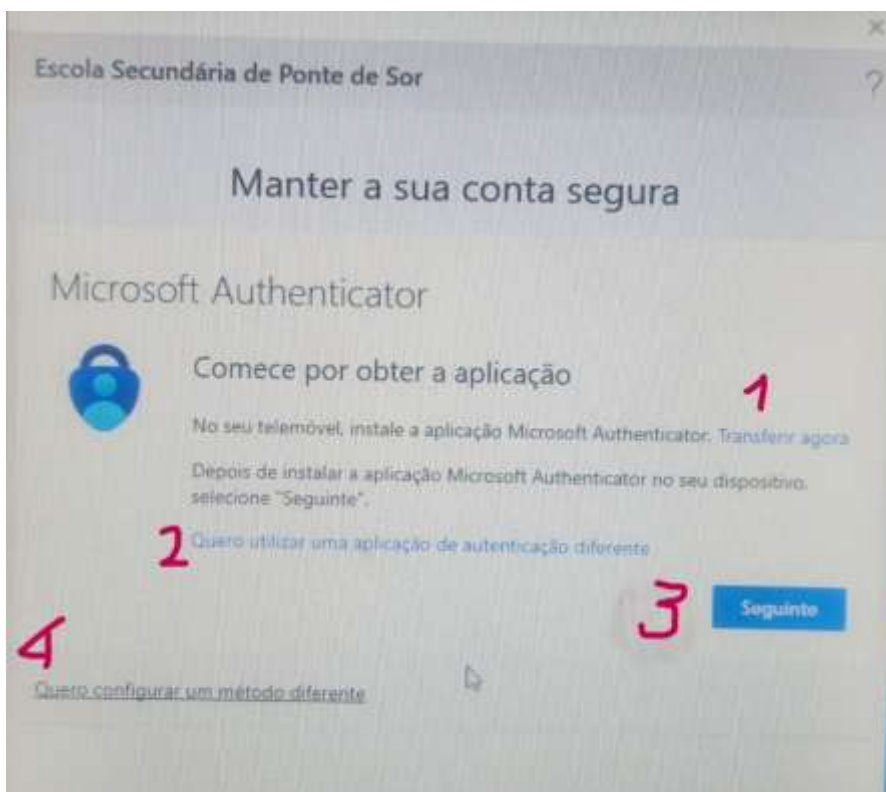 ×
Escola Secundária de Ponte de Sor
?
Manter a sua conta segura
Microsoft Authenticator
Comece por obter a aplicação
1
No seu telemóvel, instale a aplicação Microsoft Authenticator. Transferir agora
Depois de instalar a aplicação Microsoft Authenticator no seu dispositivo,
selecione "Seguinte".
2 Quero utilizar uma aplicação de autenticação diferente
3 Seguinte
4
Quero configurar um método diferente